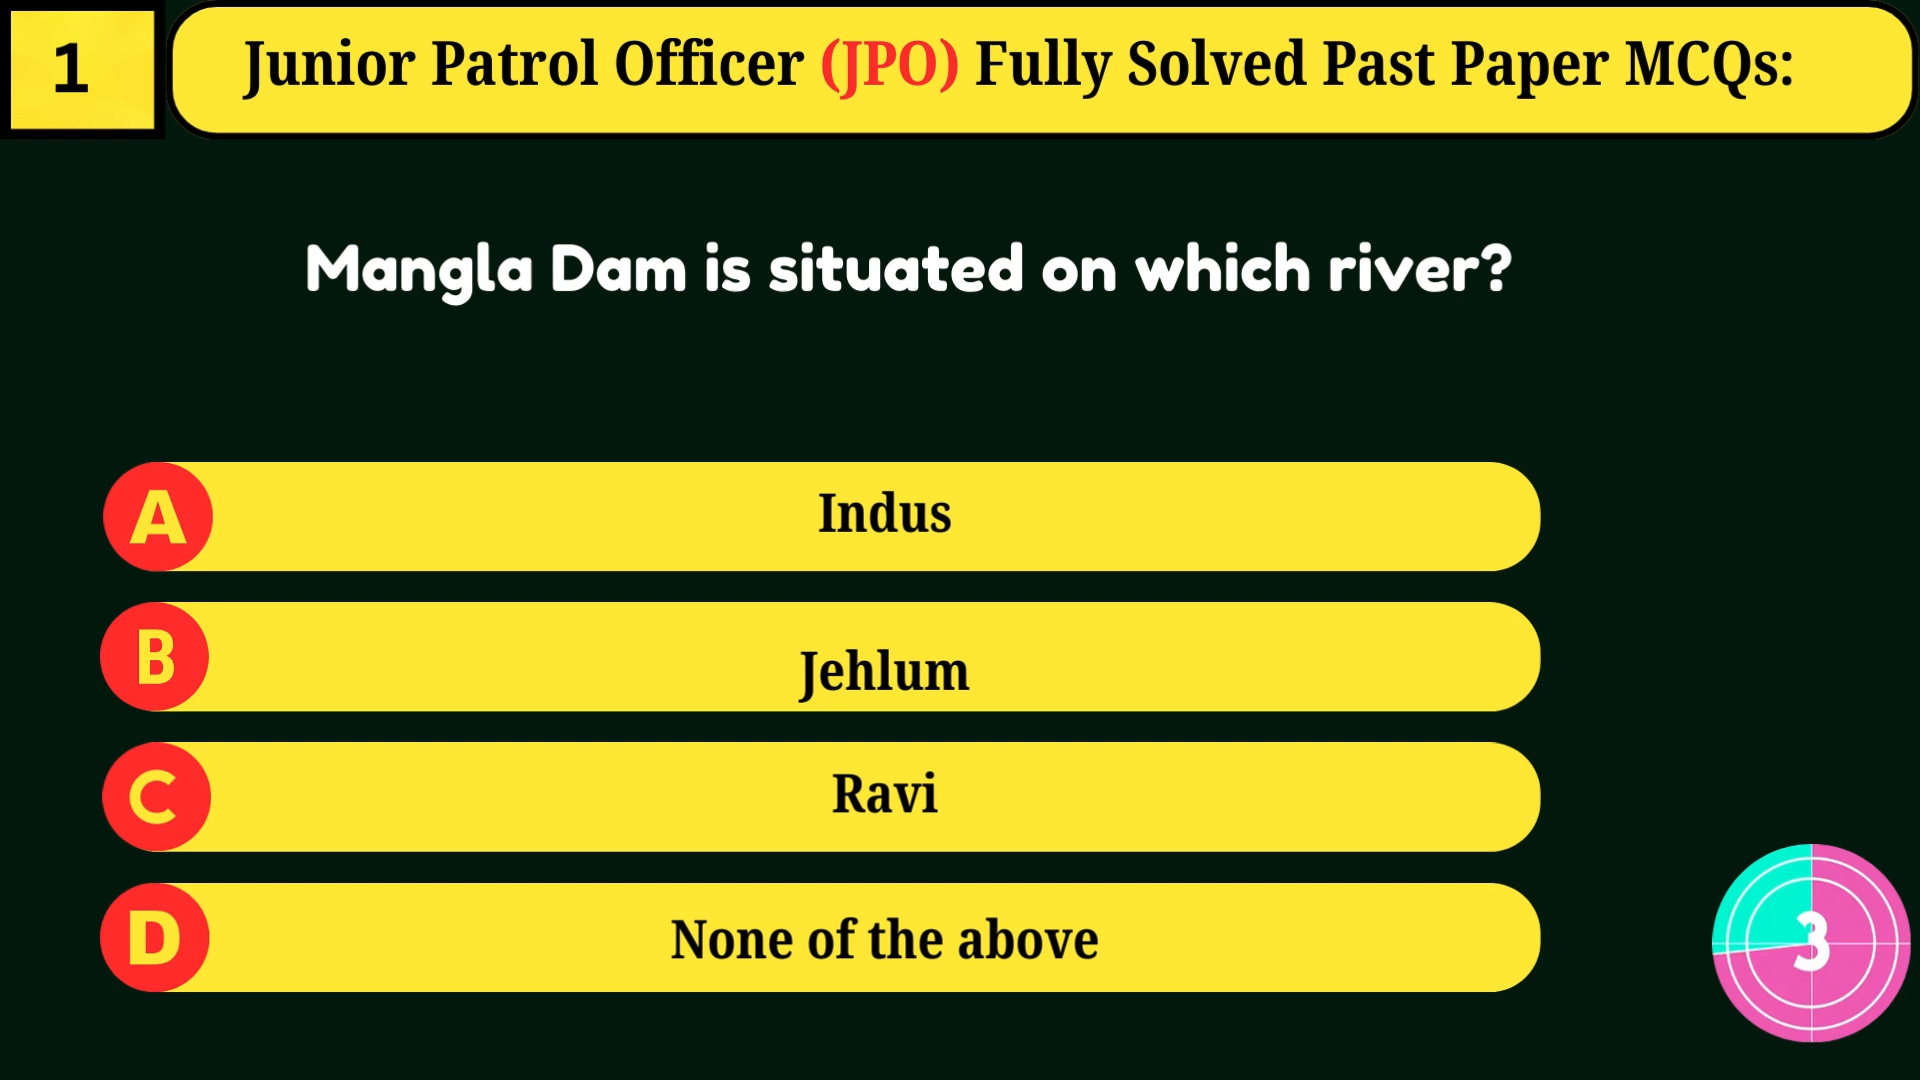 1
Junior Patrol Officer (JPO) Fully Solved Past Paper MCQs:
Mangla Dam is situated on which river?
A Indus
B Jehlum
C Ravi
D None of the above
3